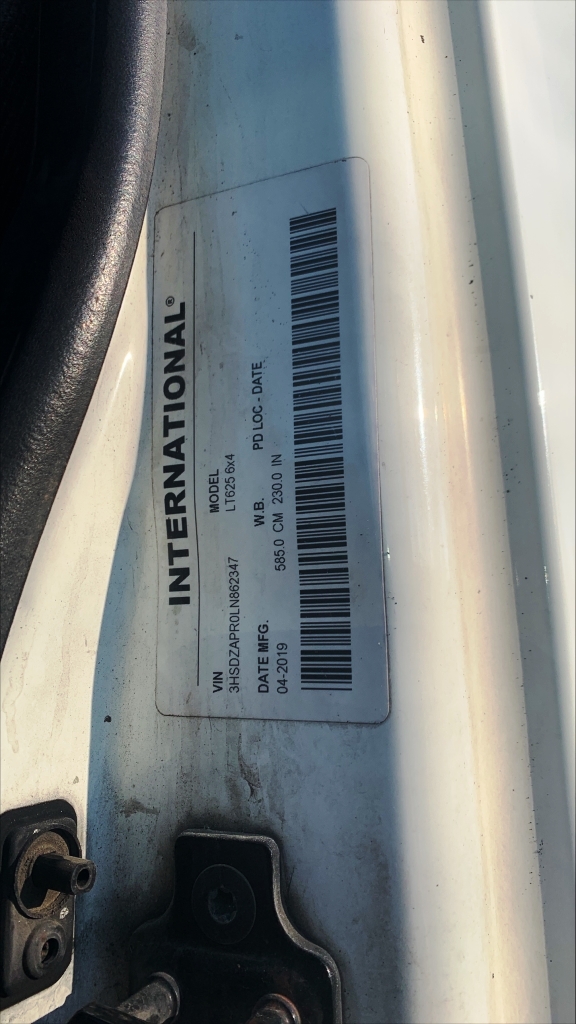 INTERNATIONAL®
VIN MODEL
3HSDZAPR0LN862347 LT625 6x4
DATE MFG. W.B. PD LOC - DATE
04-2019 585.0 CM 230.0 IN